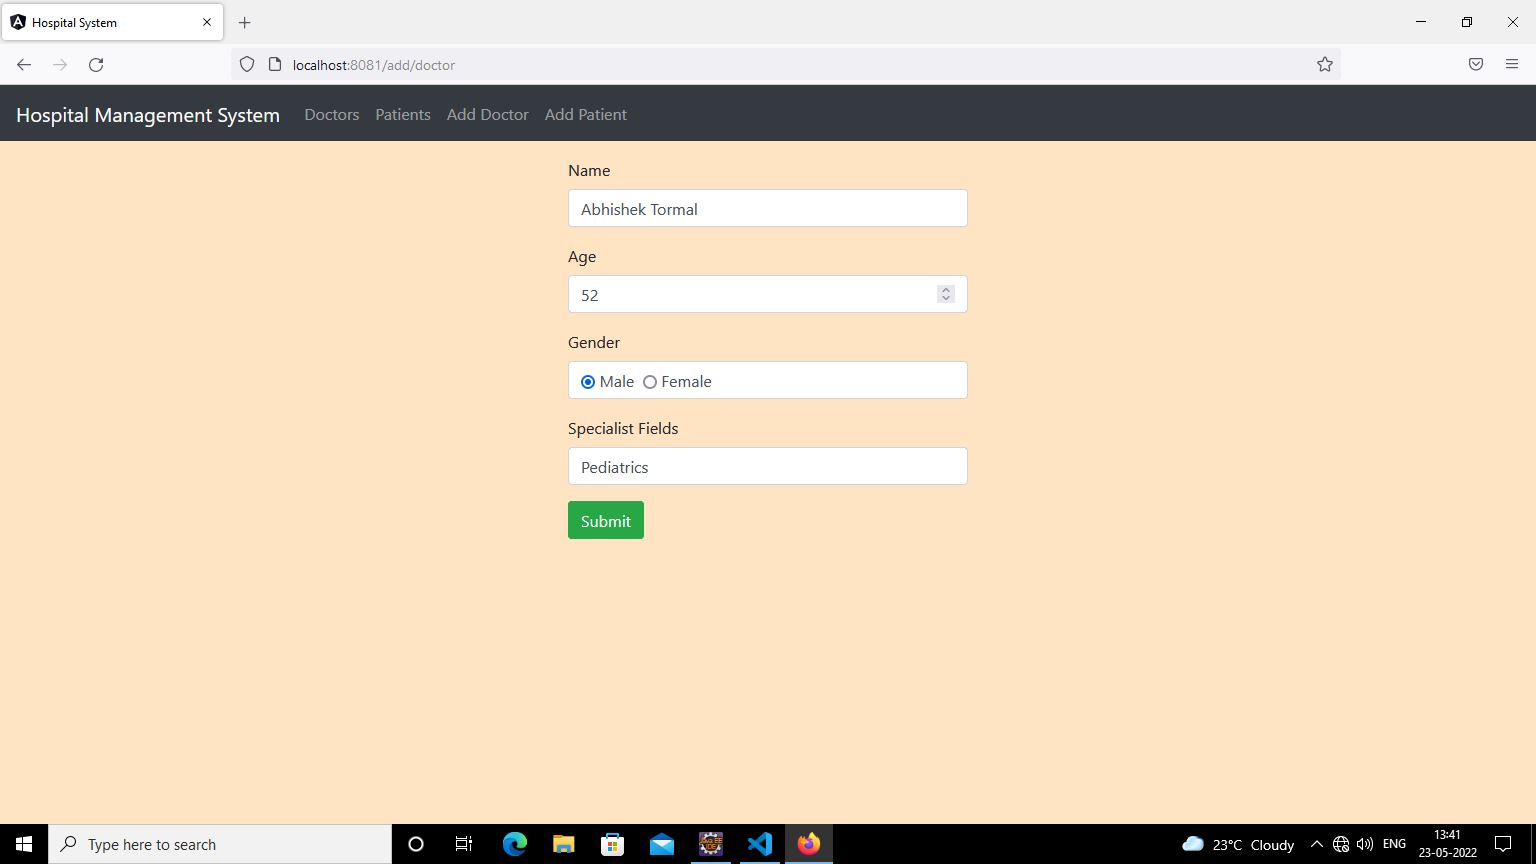 Hospital System
localhost:8081/add/doctor
Hospital Management System Doctors Patients Add Doctor Add Patient
Name
Abhishek Tormal
Age
52
Gender
Male Female
Specialist Fields
Pediatrics
Submit
Type here to search
23°C Cloudy
ENG
13:41
23-05-2022